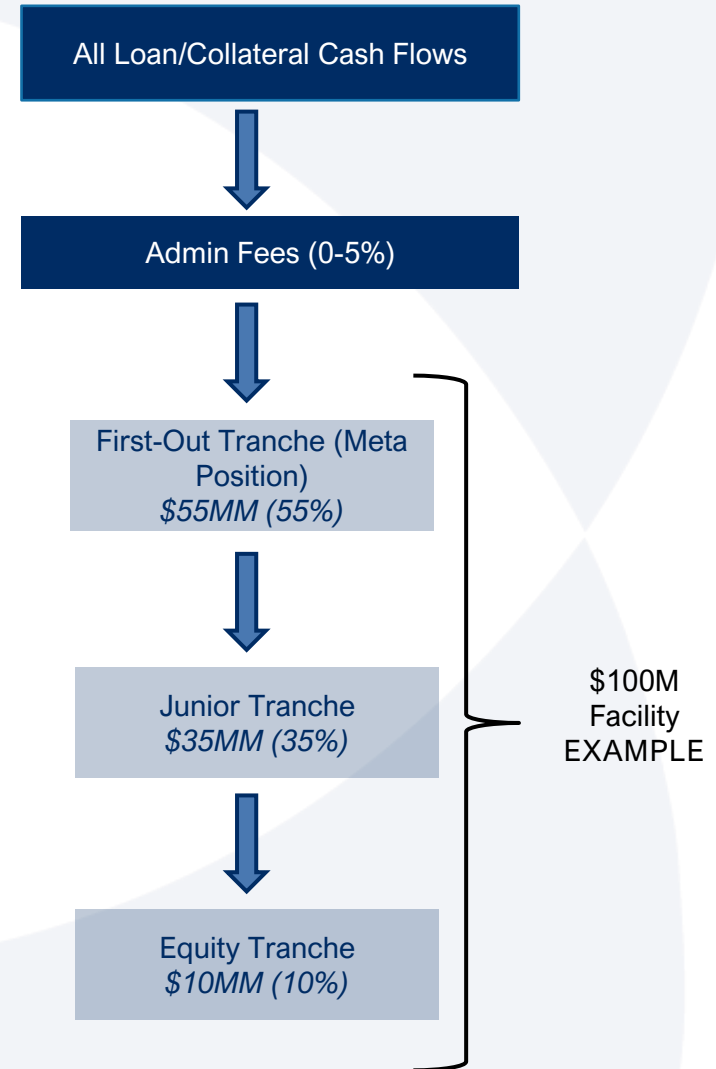 All Loan/Collateral Cash Flows
Admin Fees (0-5%)
First-Out Tranche (Meta
Position)
$55MM (55%)
Junior Tranche
$35MM (35%)
$100M
Facility
EXAMPLE
Equity Tranche
$10MM (10%)